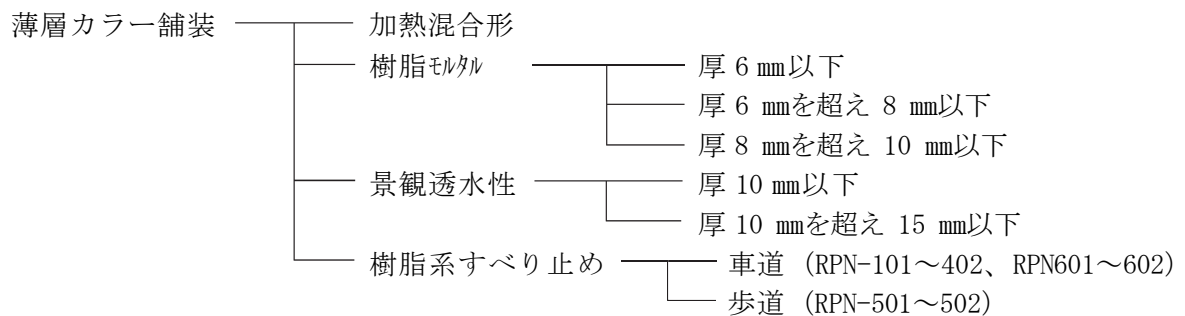 薄層カラー舗装 加熱混合形
樹脂ﾓﾙﾀﾙ 厚 6 ㎜以下
厚 6 ㎜を超え 8 ㎜以下
厚 8 ㎜を超え 10 ㎜以下
景観透水性 厚 10 ㎜以下
厚 10 ㎜を超え 15 ㎜以下
樹脂系すべり止め 車道 (RPN-101～402、RPN601～602)
歩道 (RPN-501～502)